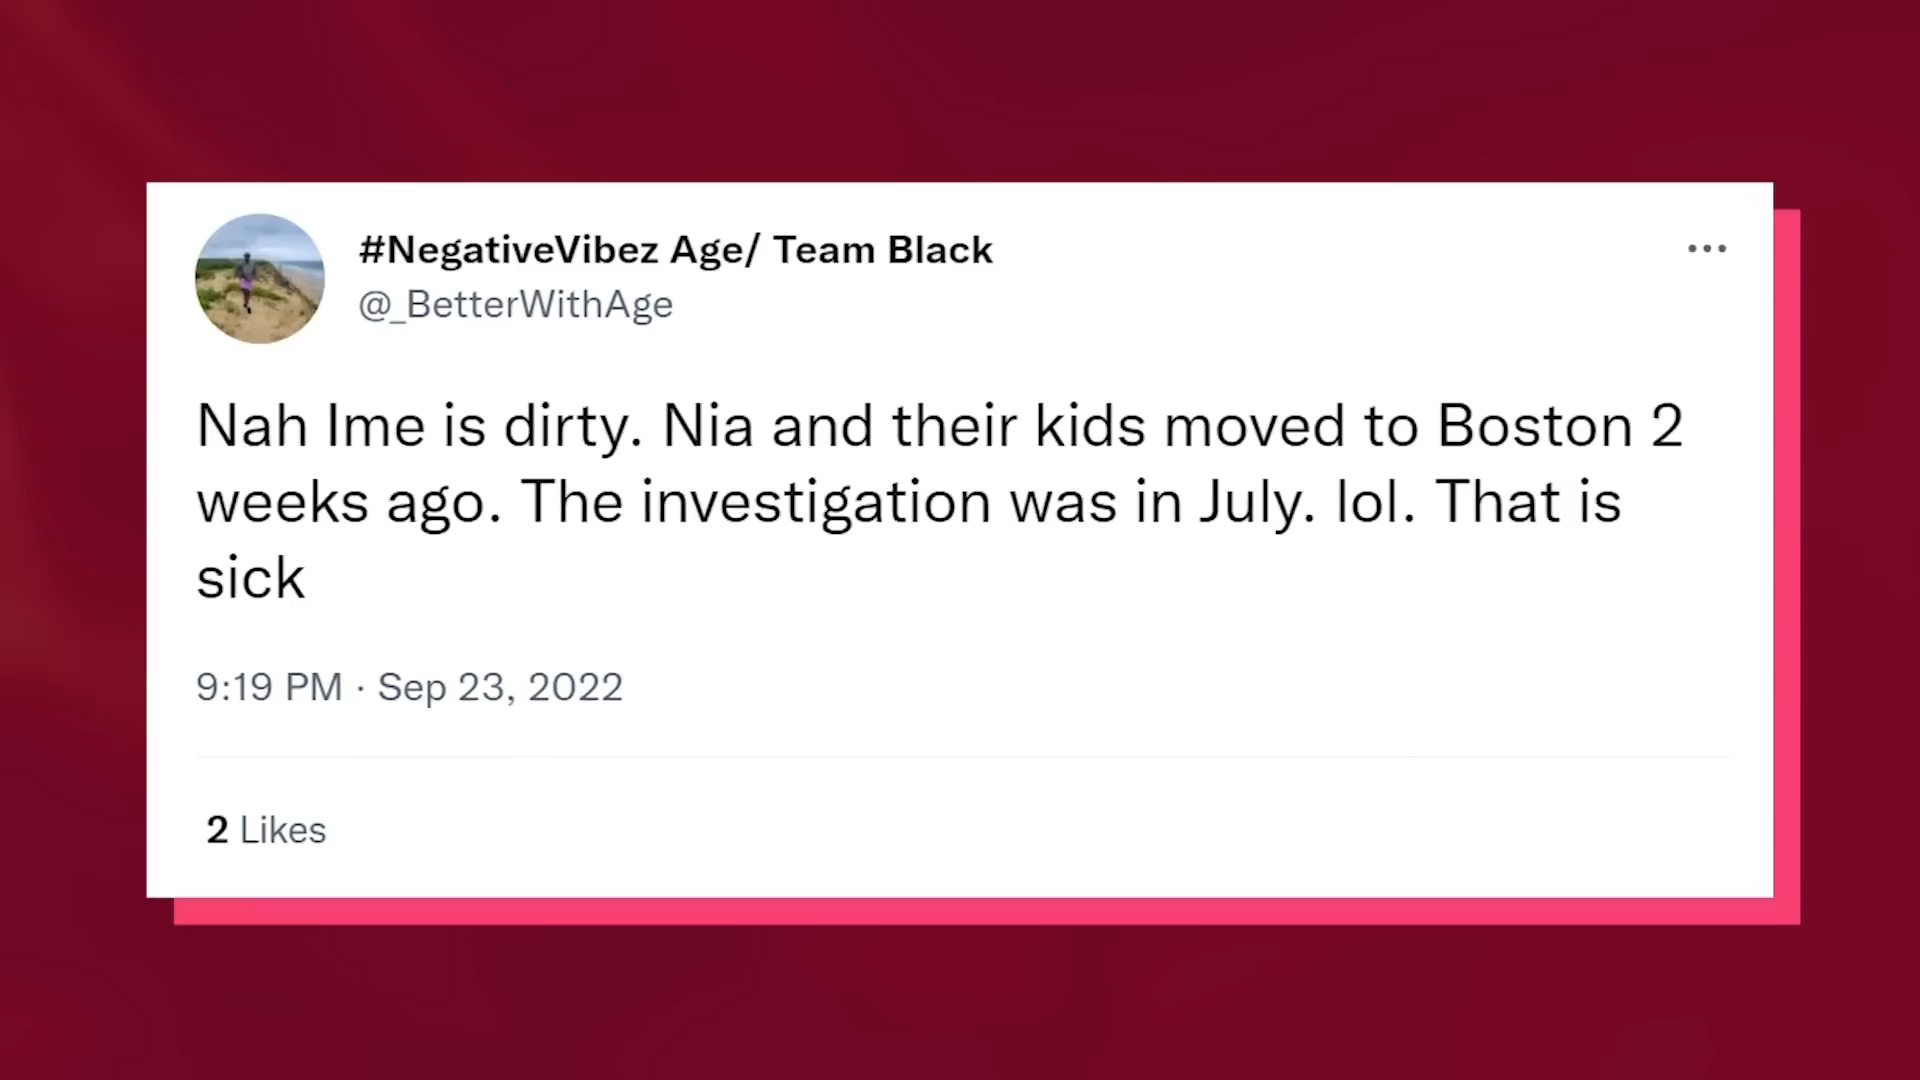 #NegativeVibez Age/ Team Black
@_BetterWithAge
Nah Ime is dirty. Nia and their kids moved to Boston 2
weeks ago. The investigation was in July. lol. That is
sick
9:19 PM · Sep 23, 2022
2 Likes